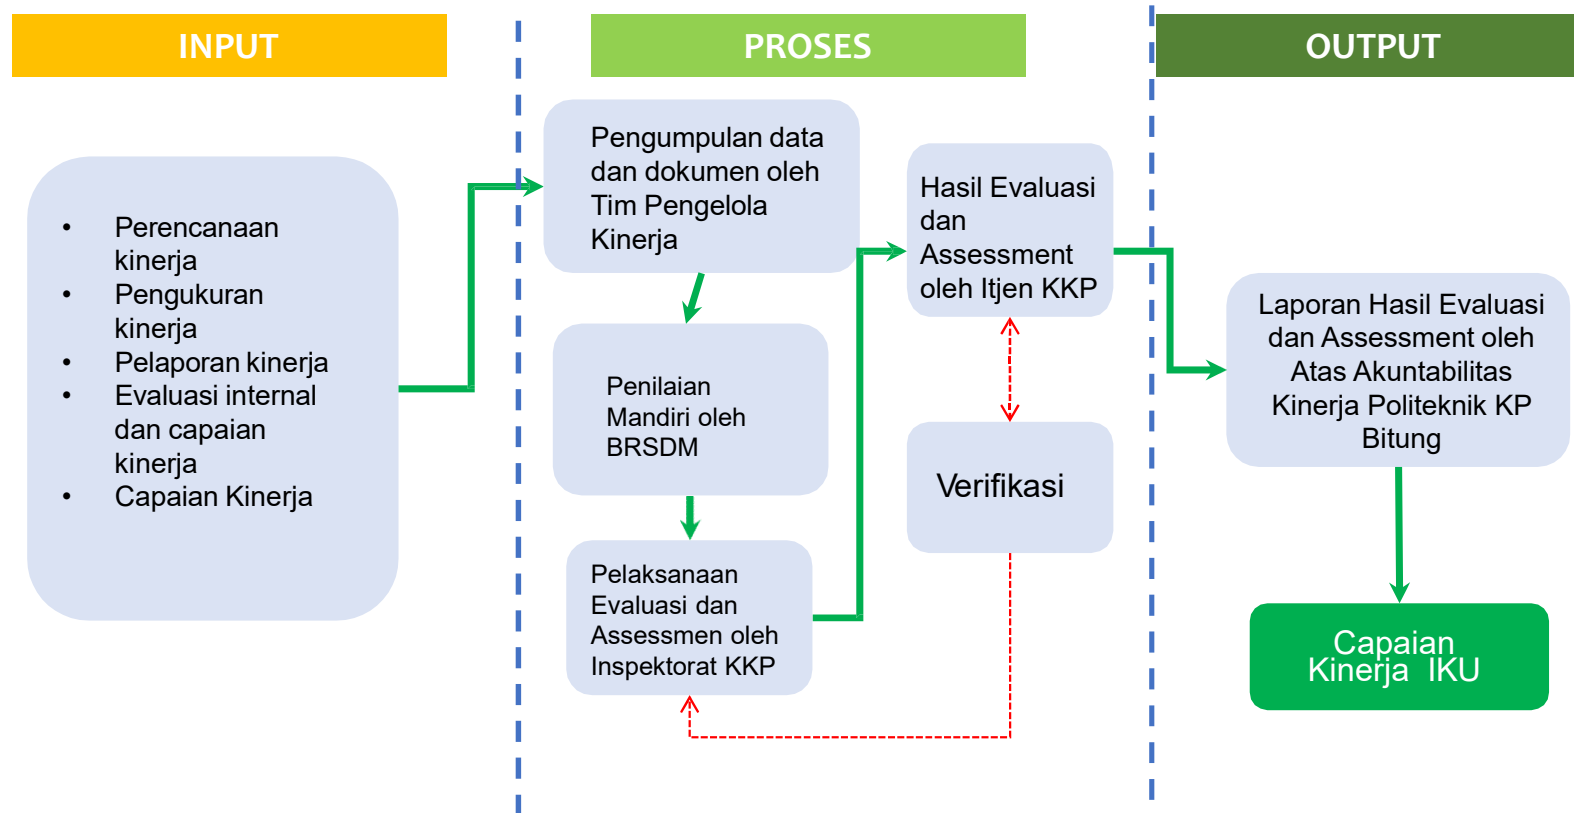 INPUT
PROSES
OUTPUT
• Perencanaan
kinerja
• Pengukuran
kinerja
• Pelaporan kinerja
• Evaluasi internal
dan capaian
kinerja
• Capaian Kinerja
Pengumpulan data
dan dokumen oleh
Tim Pengelola
Kinerja
Penilaian
Mandiri oleh
BRSDM
Pelaksanaan
Evaluasi dan
Assessmen oleh
Inspektorat KKP
Hasil Evaluasi
dan
Assessment
oleh Itjen KKP
Verifikasi
Laporan Hasil Evaluasi
dan Assessment oleh
Atas Akuntabilitas
Kinerja Politeknik KP
Bitung
Capaian
Kinerja IKU